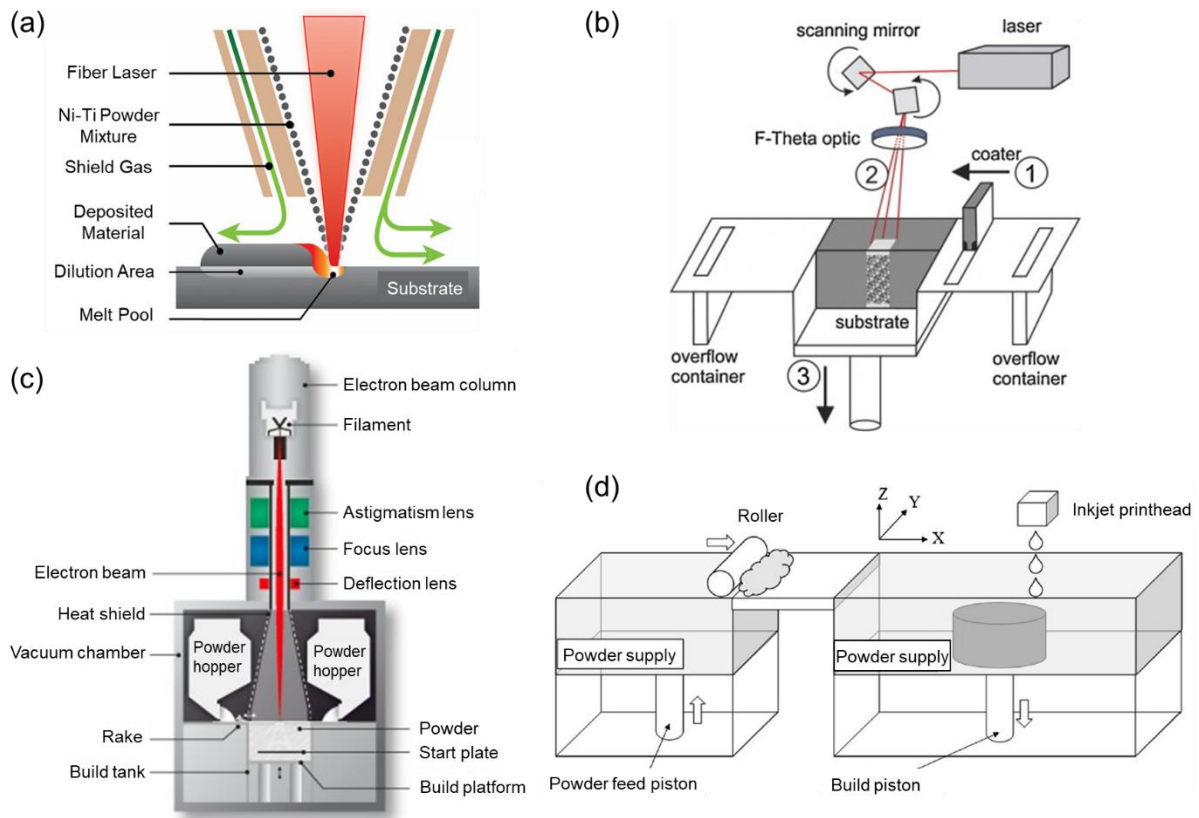 (a)
Fiber Laser
Ni-Ti Powder
Mixture
Shield Gas
Deposited
Material
Dilution Area
Melt Pool
Substrate
(b)
scanning mirror
laser
F-Theta optic
coater
1
2
substrate
overflow
container
overflow
container
3
(c)
Electron beam column
Filament
Astigmatism lens
Focus lens
Electron beam
Deflection lens
Heat shield
Vacuum chamber
Powder
hopper
Powder
hopper
Rake
Powder
Start plate
Build tank
Build platform
(d)
Roller
Z
Y
X
Inkjet printhead
Powder supply
Powder supply
Powder feed piston
Build piston